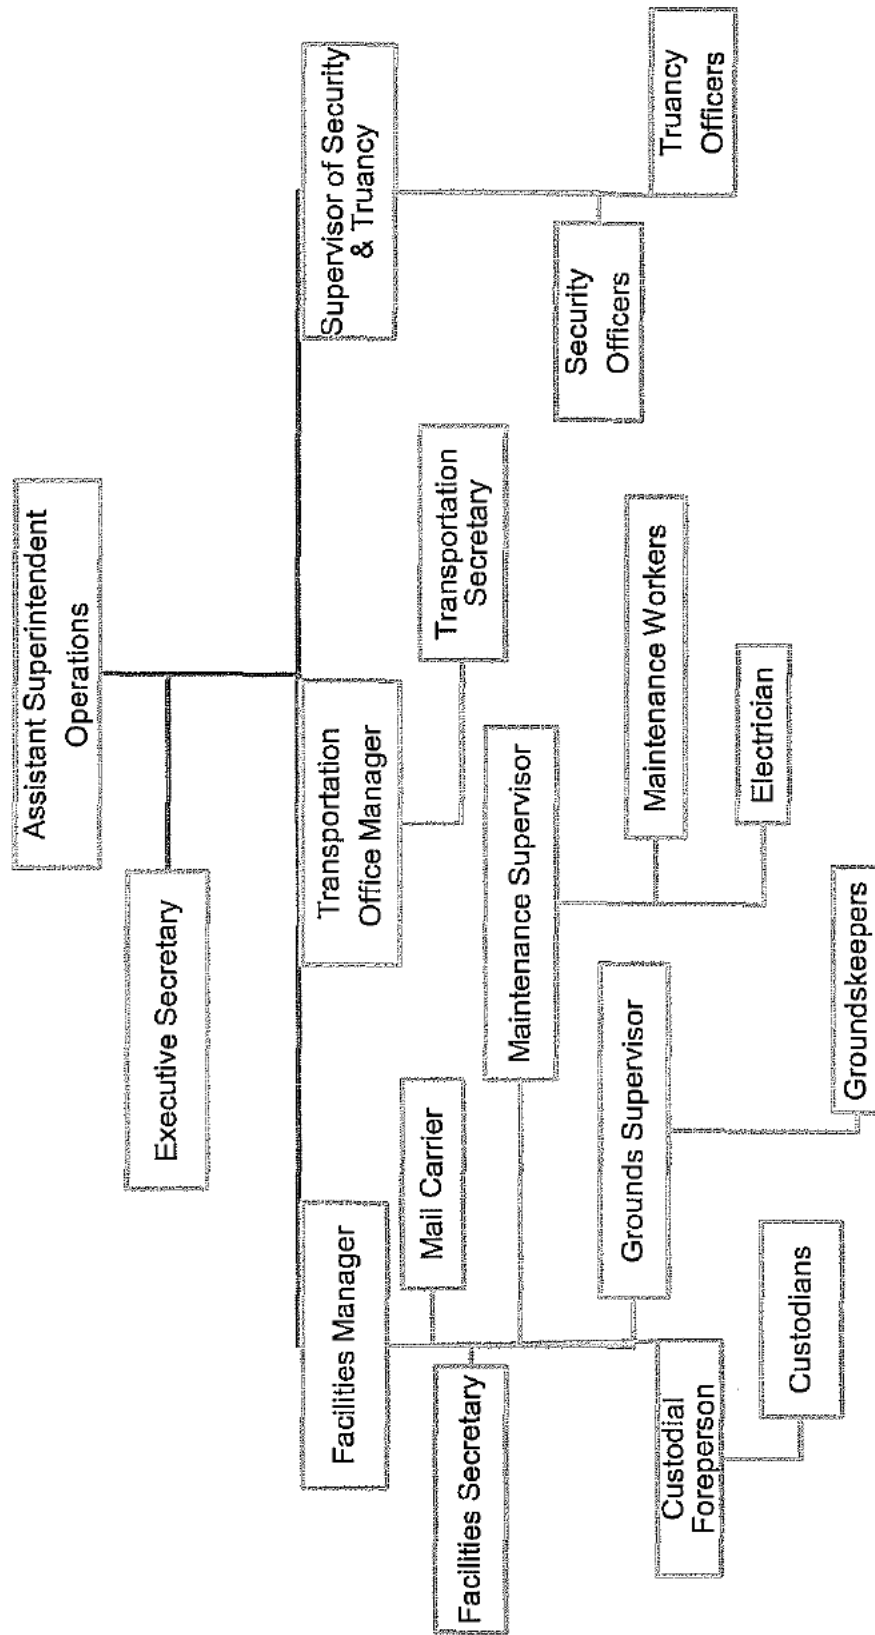 Assistant Superintendent
Operations
Executive Secretary
Facilities Manager
Transportation
Office Manager
Supervisor of Security
& Truancy
Mail Carrier
Transportation
Secretary
Facilities Secretary
Maintenance Supervisor
Security
Officers
Grounds Supervisor
Maintenance Workers
Truancy
Officers
Custodial
Foreperson
Electrician
Custodians
Groundskeepers